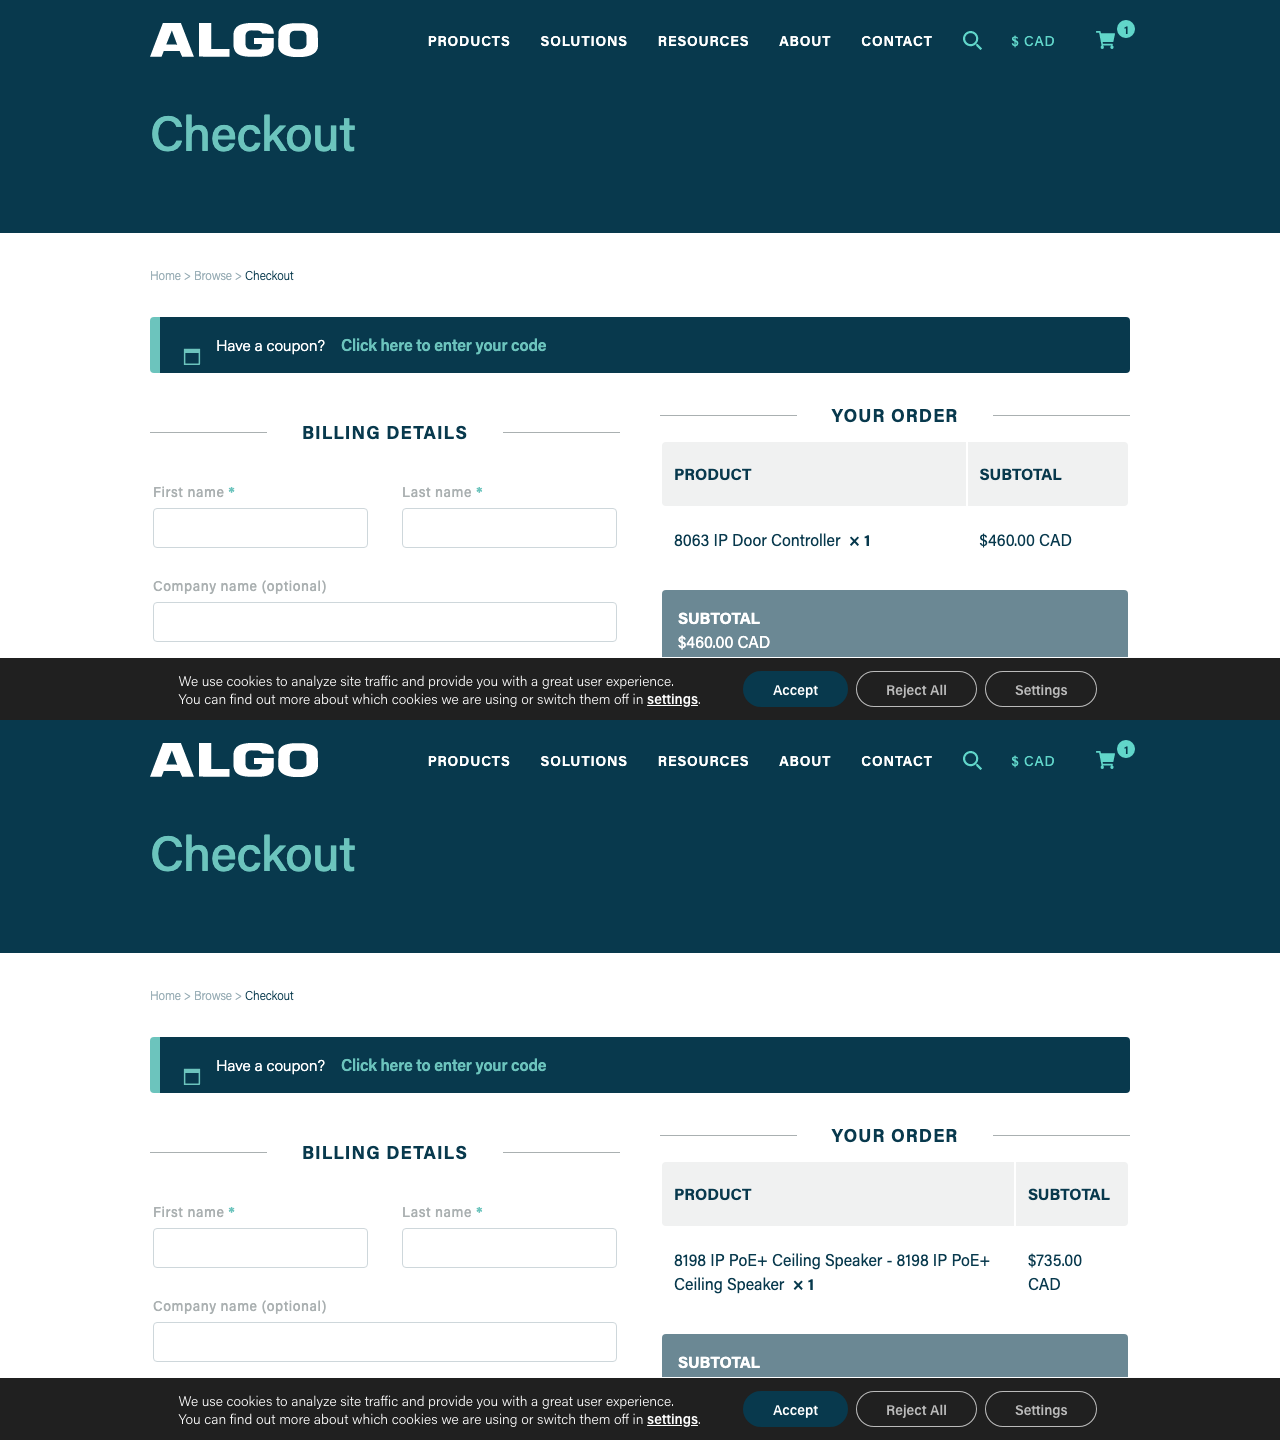 ALGO
PRODUCTS SOLUTIONS RESOURCES ABOUT CONTACT $ CAD 1
Checkout
Home > Browse > Checkout
Have a coupon? Click here to enter your code
BILLING DETAILS
First name * Last name *
Company name (optional)
YOUR ORDER
PRODUCT SUBTOTAL
8063 IP Door Controller × 1 $460.00 CAD
SUBTOTAL
$460.00 CAD
We use cookies to analyze site traffic and provide you with a great user experience.
You can find out more about which cookies we are using or switch them off in settings.
Accept Reject All Settings
ALGO
PRODUCTS SOLUTIONS RESOURCES ABOUT CONTACT $ CAD 1
Checkout
Home > Browse > Checkout
Have a coupon? Click here to enter your code
BILLING DETAILS
First name * Last name *
Company name (optional)
YOUR ORDER
PRODUCT SUBTOTAL
8198 IP PoE+ Ceiling Speaker - 8198 IP PoE+ $735.00
Ceiling Speaker × 1 CAD
SUBTOTAL
We use cookies to analyze site traffic and provide you with a great user experience.
You can find out more about which cookies we are using or switch them off in settings.
Accept Reject All Settings